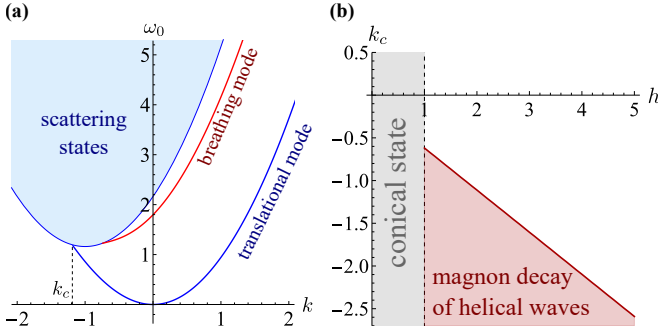 (a)
ω₀
5
4
3
2
1
scattering
states
breathing mode
translational mode
k_c
−2
−1
0
1
k
2
(b)
k_c
0.5
h
1
2
3
4
5
−0.5
−1.0
−1.5
−2.0
−2.5
conical state
magnon decay
of helical waves